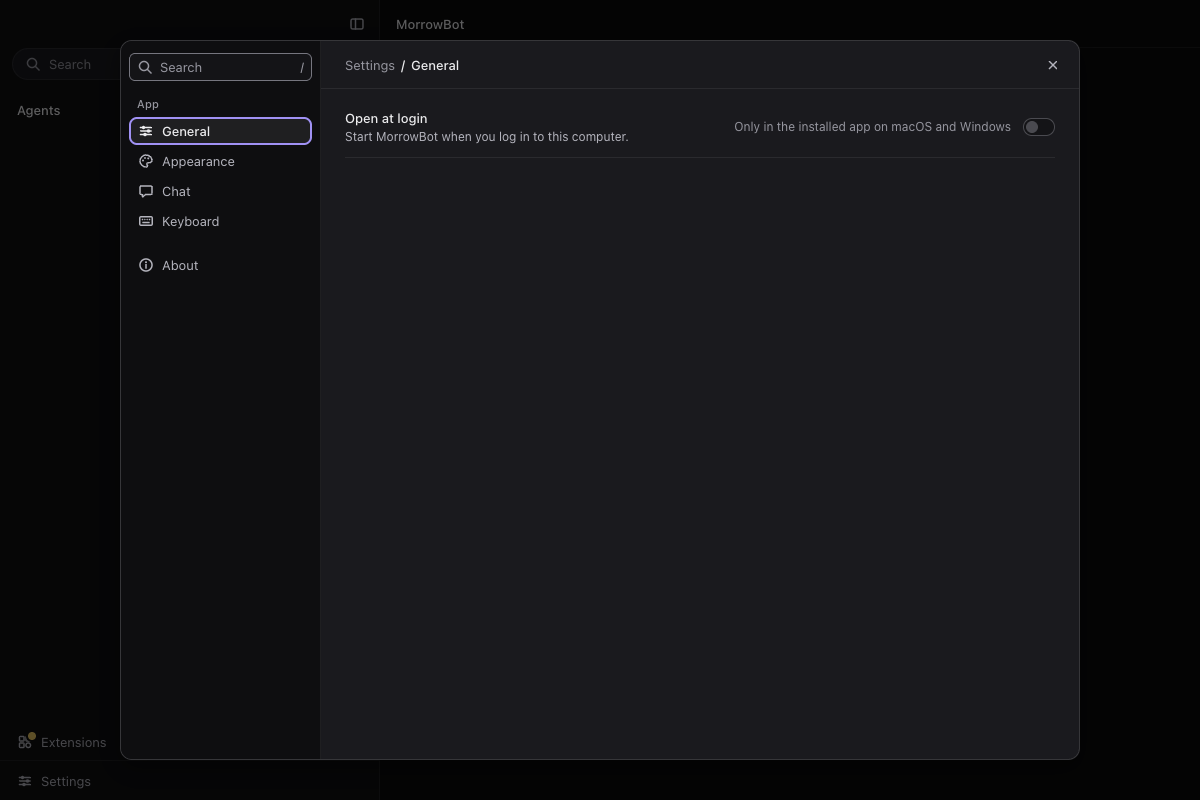 MorrowBot
Search
Agents
Extensions
Settings
Search /
App
General
Appearance
Chat
Keyboard
About
Settings / General
Open at login
Start MorrowBot when you log in to this computer.
Only in the installed app on macOS and Windows